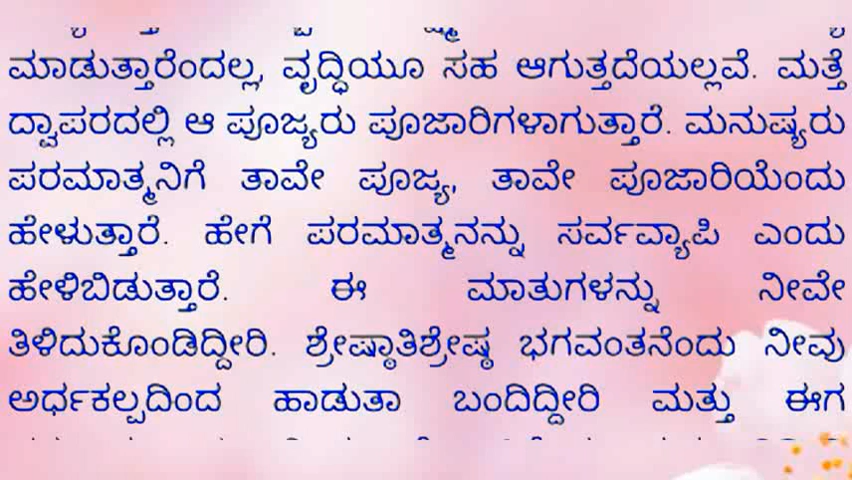 ಮಾಡುತ್ತಾರೆಂದಲ್ಲ, ವೃದ್ಧಿಯೂ ಸಹ ಆಗುತ್ತದೆಯಲ್ಲವೆ. ಮತ್ತೆ
ದ್ವಾಪರದಲ್ಲಿ ಆ ಪೂಜ್ಯರು ಪೂಜಾರಿಗಳಾಗುತ್ತಾರೆ. ಮನುಷ್ಯರು
ಪರಮಾತ್ಮನಿಗೆ ತಾವೇ ಪೂಜ್ಯ, ತಾವೇ ಪೂಜಾರಿಯೆಂದು
ಹೇಳುತ್ತಾರೆ. ಹೇಗೆ ಪರಮಾತ್ಮನನ್ನು ಸರ್ವವ್ಯಾಪಿ ಎಂದು
ಹೇಳಿಬಿಡುತ್ತಾರೆ. ಈ ಮಾತುಗಳನ್ನು ನೀವೇ
ತಿಳಿದುಕೊಂಡಿದ್ದೀರಿ. ಶ್ರೇಷ್ಠಾತಿಶ್ರೇಷ್ಠ ಭಗವಂತನೆಂದು ನೀವು
ಅರ್ಧಕಲ್ಪದಿಂದ ಹಾಡುತಾ ಬಂದಿದ್ದೀರಿ ಮತ್ತು ಈಗ